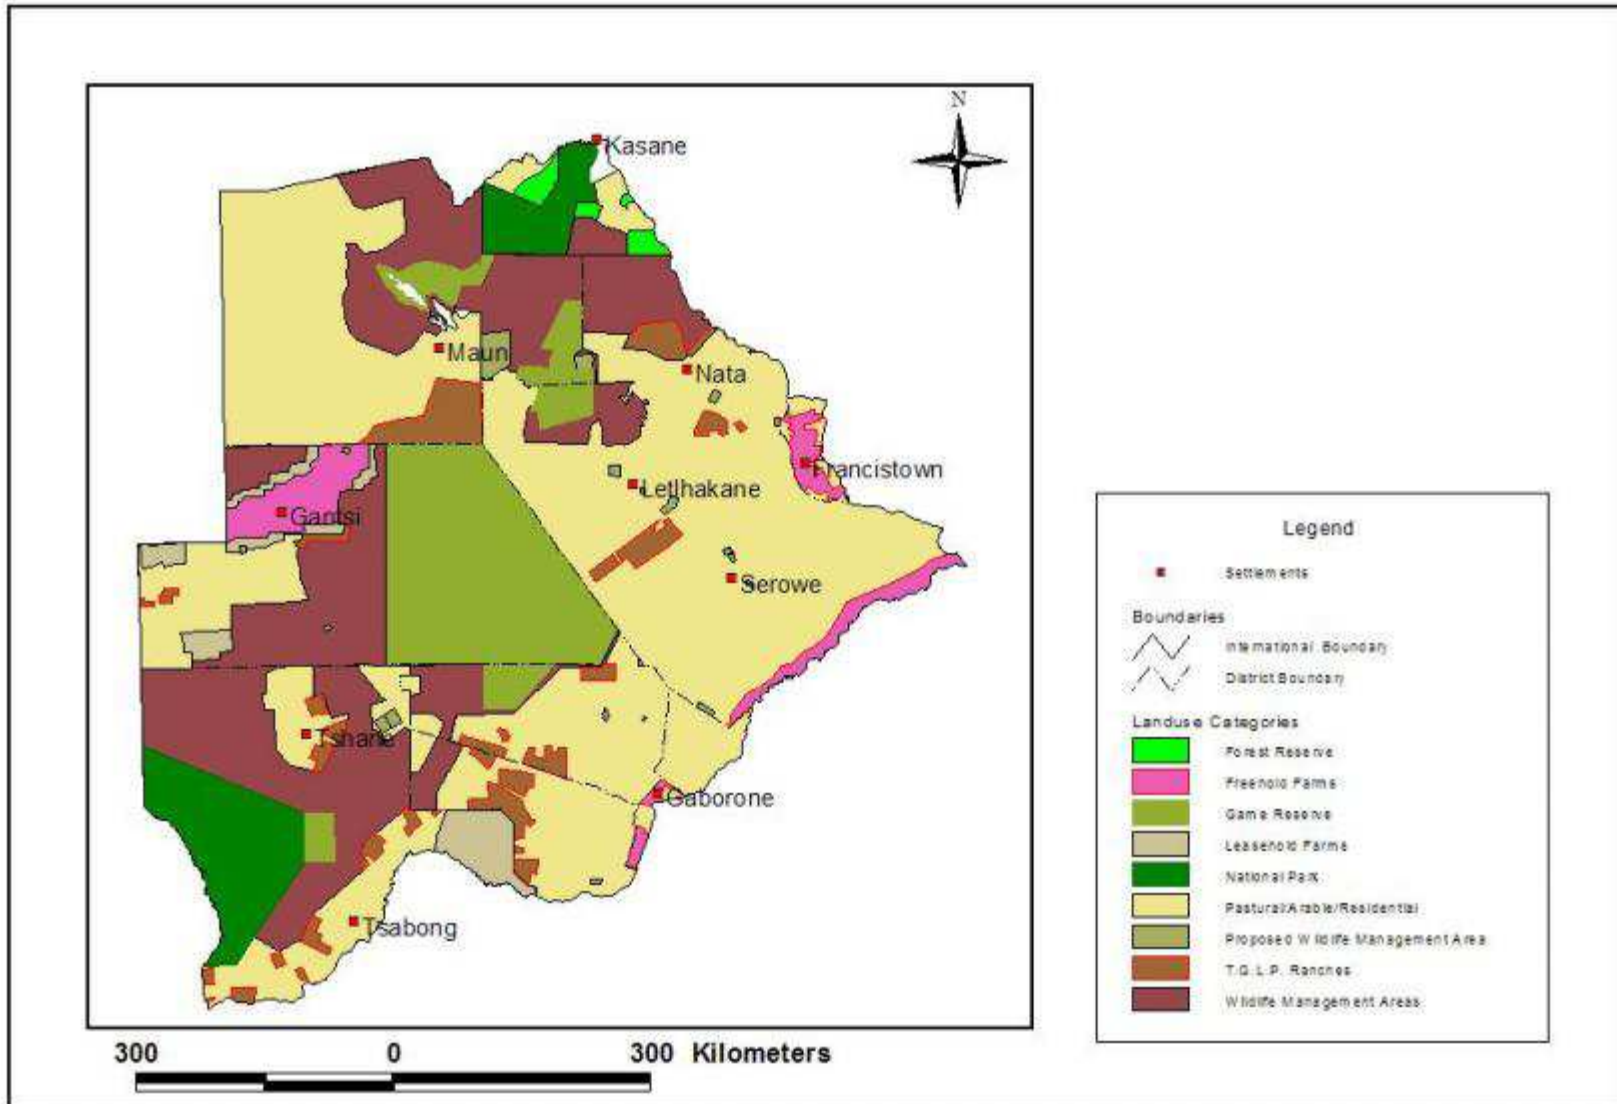 N
Kasane
Maun
Nata
Francistown
Letlhakane
Gantsi
Serowe
Tshane
Gaborone
Tsabong
300 0 300 Kilometers
Legend
Settlements
Boundaries
International Boundary
District Boundary
Landuse Categories
Forest Reserve
Freehold Farms
Game Reserve
Leasehold Farms
National Park
Pastural/Arable/Residential
Proposed Wildlife Management Area
T.G.L.P. Ranches
Wildlife Management Areas